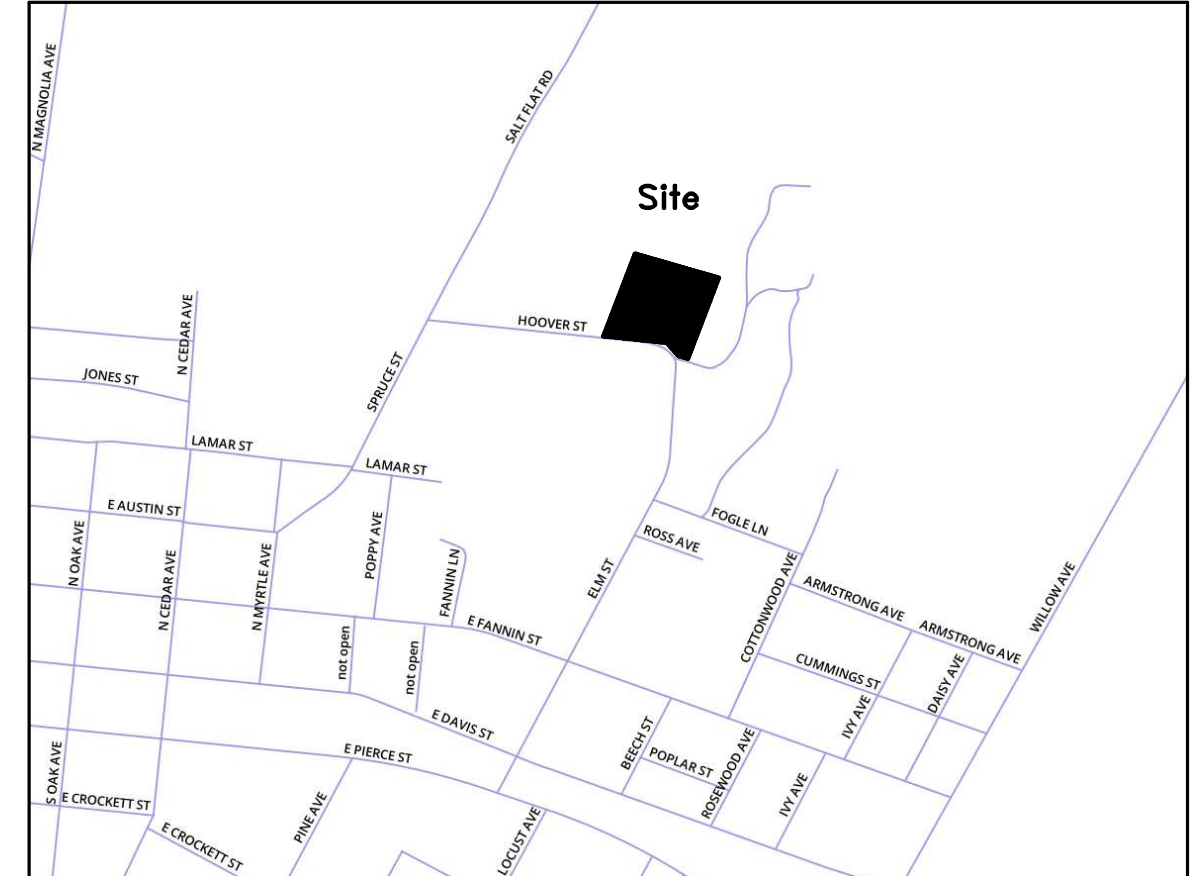 N MAGNOLIA AVE
SALT FLAT RD
Site
N CEDAR AVE
HOOVER ST
JONES ST
SPRUCE ST
LAMAR ST
LAMAR ST
E AUSTIN ST
N OAK AVE
N CEDAR AVE
N MYRTLE AVE
POPPY AVE
FANNIN LN
E FANNIN ST
ELM ST
ROSS AVE
FOGLE LN
COTTONWOOD AVE
ARMSTRONG AVE
ARMSTRONG AVE
WILLOW AVE
CUMMINGS ST
DAISY AVE
IVY AVE
not open
not open
E DAVIS ST
E PIERCE ST
BEECH ST
POPLAR ST
ROSEWOOD AVE
IVY AVE
S OAK AVE
E CROCKETT ST
E CROCKETT ST
PINE AVE
LOCUST AVE